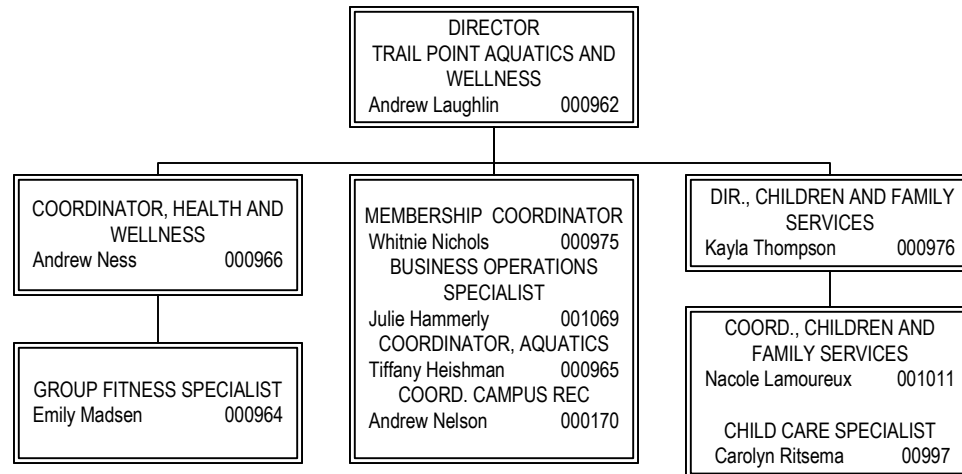 DIRECTOR
TRAIL POINT AQUATICS AND
WELLNESS
Andrew Laughlin 000962
COORDINATOR, HEALTH AND
WELLNESS
Andrew Ness 000966
GROUP FITNESS SPECIALIST
Emily Madsen 000964
MEMBERSHIP COORDINATOR
Whitnie Nichols 000975
BUSINESS OPERATIONS
SPECIALIST
Julie Hammerly 001069
COORDINATOR, AQUATICS
Tiffany Heishman 000965
COORD. CAMPUS REC
Andrew Nelson 000170
DIR., CHILDREN AND FAMILY
SERVICES
Kayla Thompson 000976
COORD., CHILDREN AND
FAMILY SERVICES
Nacole Lamoureux 001011
CHILD CARE SPECIALIST
Carolyn Ritsema 00997